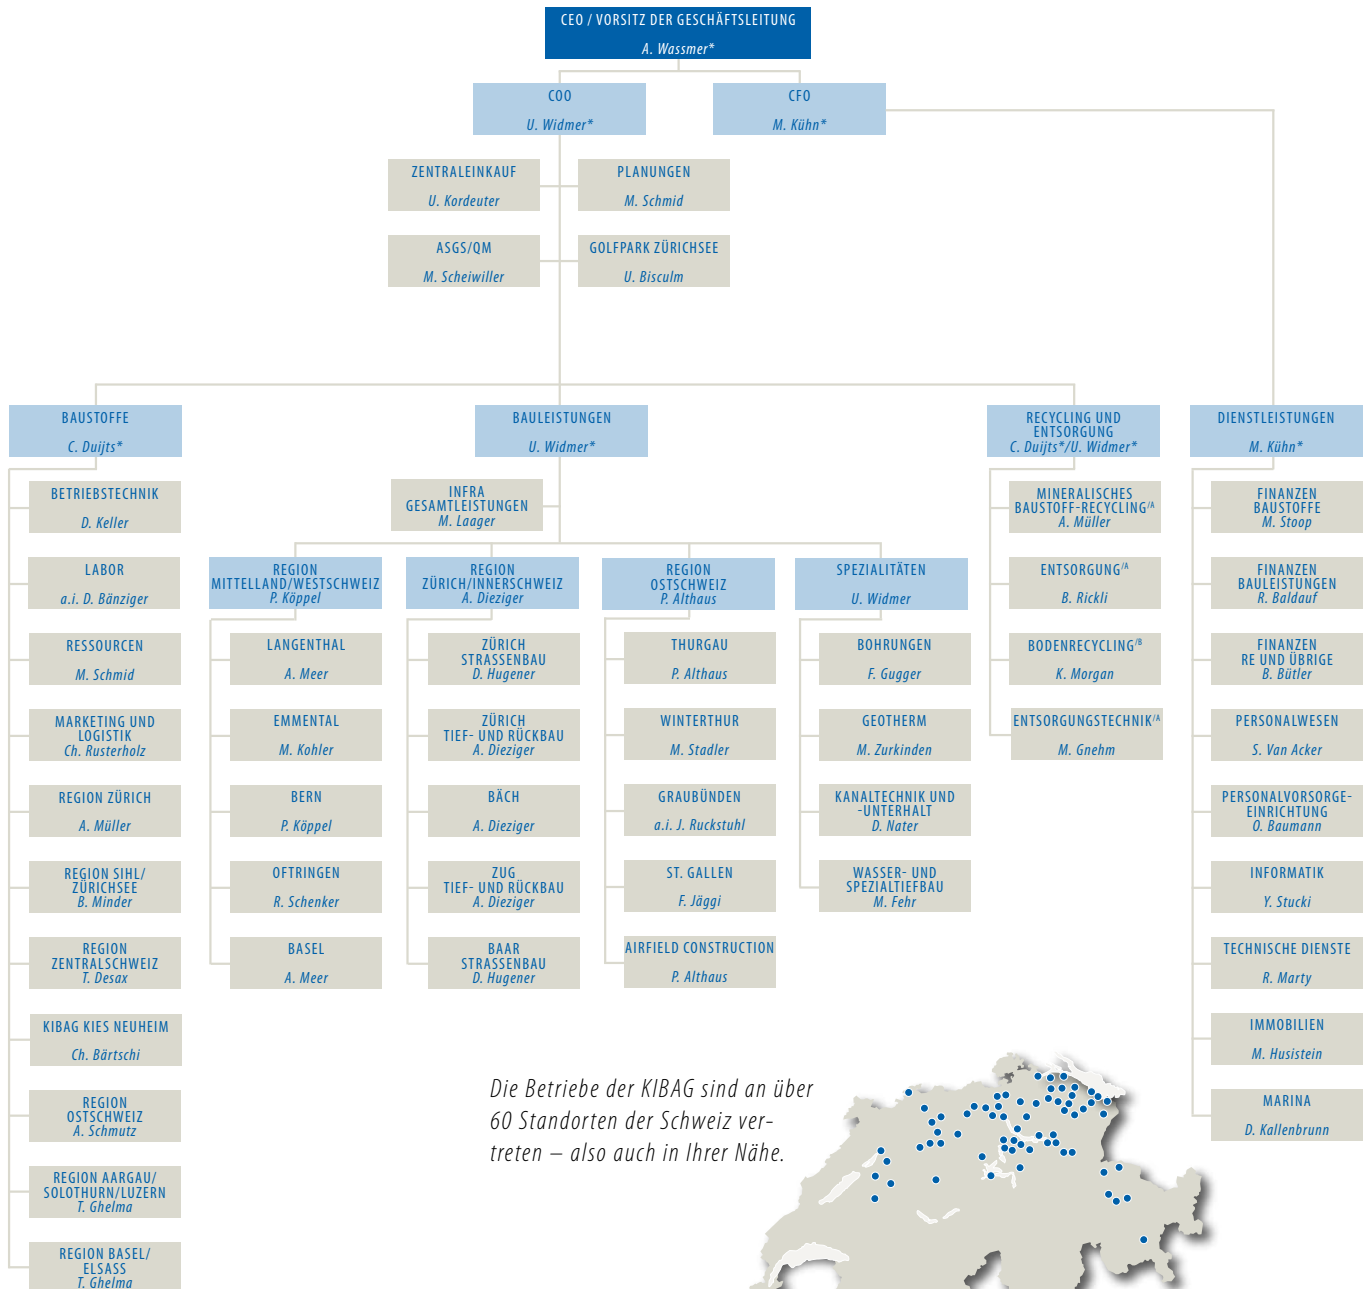 CEO / VORSITZ DER GESCHÄFTSLEITUNG
A. Wassmer*
COO
U. Widmer*
CFO
M. Kühn*
ZENTRALEINKAUF
U. Kordeuter
PLANUNGEN
M. Schmid
ASGS/QM
M. Scheiwiller
GOLFPARK ZÜRICHSEE
U. Bisculm
BAUSTOFFE
C. Duijts*
BETRIEBSTECHNIK
D. Keller
LABOR
a.i. D. Bänziger
RESSOURCEN
M. Schmid
MARKETING UND
LOGISTIK
Ch. Rusterholz
REGION ZÜRICH
A. Müller
REGION SIHL/
ZÜRICHSEE
B. Minder
REGION
ZENTRALSCHWEIZ
T. Desax
KIBAG KIES NEUHEIM
Ch. Bärtschi
REGION
OSTSCHWEIZ
A. Schmutz
REGION AARGAU/
SOLOTHURN/LUZERN
T. Ghelma
REGION BASEL/
ELSASS
T. Ghelma
BAULEISTUNGEN
U. Widmer*
INFRA
GESAMTLEISTUNGEN
M. Laager
REGION
MITTELLAND/WESTSCHWEIZ
P. Köppel
LANGENTHAL
A. Meer
EMMENTAL
M. Kohler
BERN
P. Köppel
OFTRINGEN
R. Schenker
BASEL
A. Meer
REGION
ZÜRICH/INNERSCHWEIZ
A. Dieziger
ZÜRICH
STRASSENBAU
D. Hugener
ZÜRICH
TIEF- UND RÜCKBAU
A. Dieziger
BÄCH
A. Dieziger
ZUG
TIEF- UND RÜCKBAU
A. Dieziger
BAAR
STRASSENBAU
D. Hugener
REGION
OSTSCHWEIZ
P. Althaus
THURGAU
P. Althaus
WINTERTHUR
M. Stadler
GRAUBÜNDEN
a.i. J. Ruckstuhl
ST. GALLEN
F. Jäggi
AIRFIELD CONSTRUCTION
P. Althaus
SPEZIALITÄTEN
U. Widmer
BOHRUNGEN
F. Gugger
GEOTHERM
M. Zurkinden
KANALTECHNIK UND
-UNTERHALT
D. Nater
WASSER- UND
SPEZIALTIEFBAU
M. Fehr
RECYCLING UND
ENTSORGUNG
C. Duijts*/U. Widmer*
MINERALISCHES
BAUSTOFF-RECYCLING/A
A. Müller
ENTSORGUNG/A
B. Rickli
BODENRECYCLING/B
K. Morgan
ENTSORGUNGSTECHNIK/A
M. Gnehm
DIENSTLEISTUNGEN
M. Kühn*
FINANZEN
BAUSTOFFE
M. Stoop
FINANZEN
BAULEISTUNGEN
R. Baldauf
FINANZEN
RE UND ÜBRIGE
B. Bütler
PERSONALWESEN
S. Van Acker
PERSONALVORSORGE-
EINRICHTUNG
O. Baumann
INFORMATIK
Y. Stucki
TECHNISCHE DIENSTE
R. Marty
IMMOBILIEN
M. Husistein
MARINA
D. Kallenbrunn
Die Betriebe der KIBAG sind an über
60 Standorten der Schweiz ver-
treten – also auch in Ihrer Nähe.